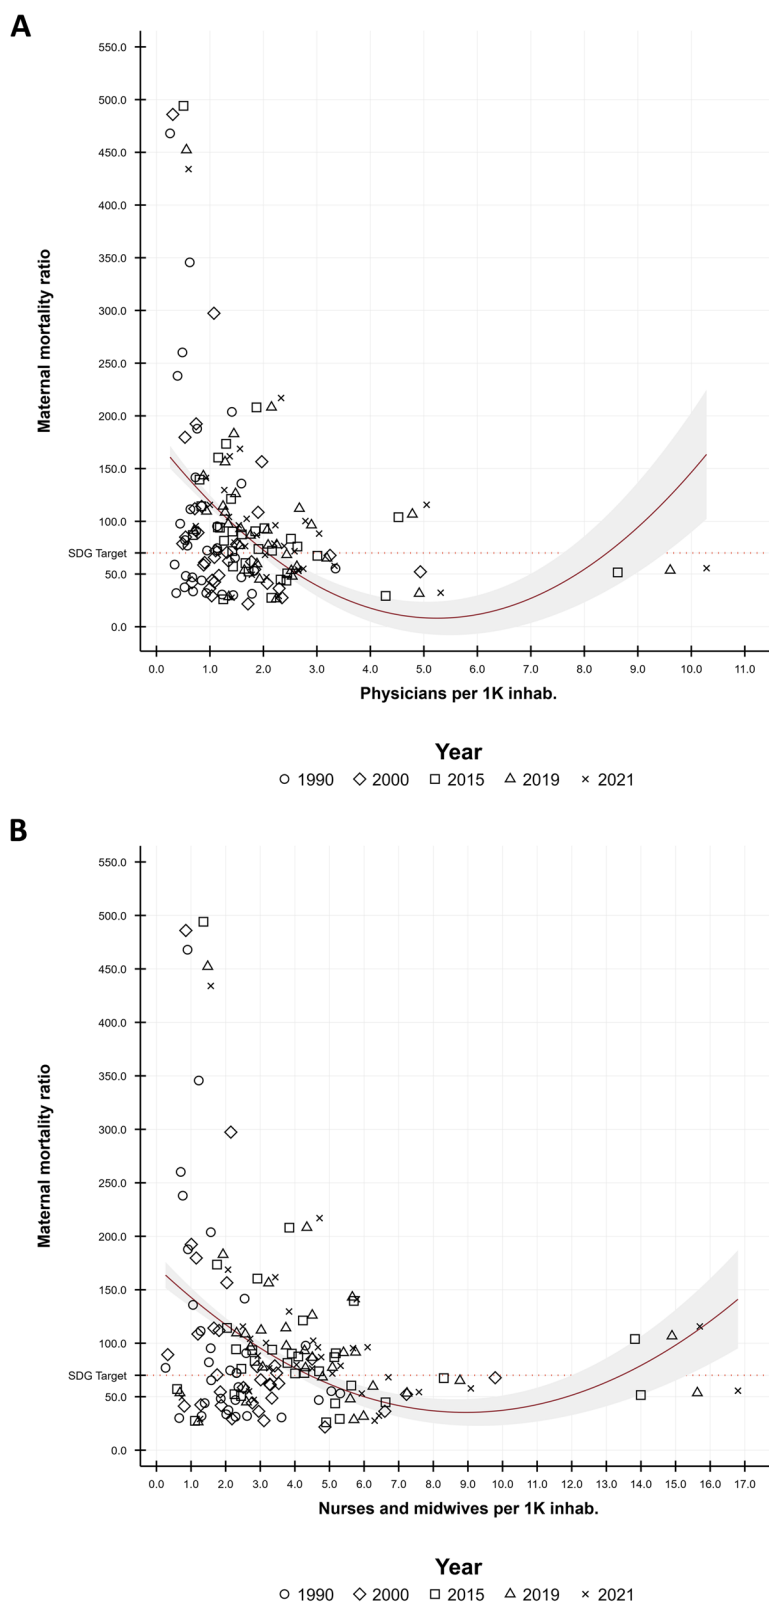 A
550.0
500.0
450.0
400.0
350.0
300.0
250.0
200.0
150.0
100.0
SDG Target
50.0
0.0
Maternal mortality ratio
0.0 1.0 2.0 3.0 4.0 5.0 6.0 7.0 8.0 9.0 10.0 11.0
Physicians per 1K inhab.
Year
1990 2000 2015 2019 2021
B
550.0
500.0
450.0
400.0
350.0
300.0
250.0
200.0
150.0
100.0
SDG Target
50.0
0.0
Maternal mortality ratio
0.0 1.0 2.0 3.0 4.0 5.0 6.0 7.0 8.0 9.0 10.0 11.0 12.0 13.0 14.0 15.0 16.0 17.0
Nurses and midwives per 1K inhab.
Year
1990 2000 2015 2019 2021